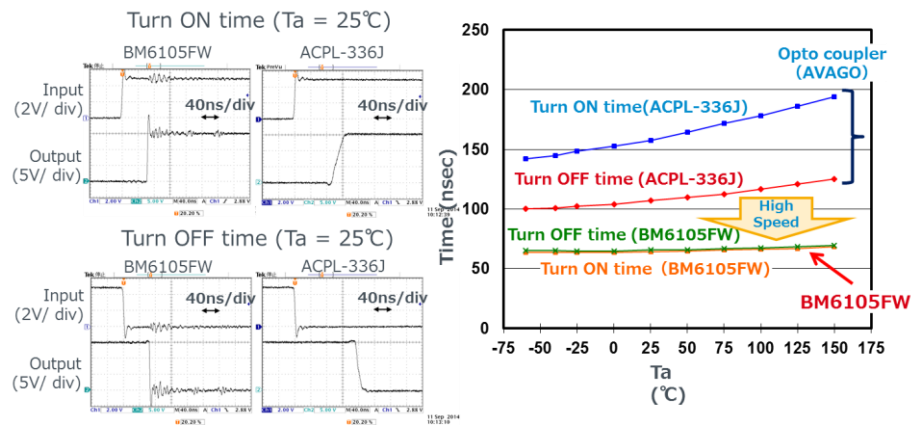 Turn ON time (Ta = 25℃)
BM6105FW
ACPL-336J
Input
(2V/ div)
40ns/div
40ns/div
Output
(5V/ div)
Turn OFF time (Ta = 25℃)
BM6105FW
ACPL-336J
Input
(2V/ div)
40ns/div
40ns/div
Output
(5V/ div)
250
200
150
100
50
0
Time (nsec)
-75 -50 -25 0 25 50 75 100 125 150 175
Ta
(℃)
Opto coupler
(AVAGO)
Turn ON time(ACPL-336J)
Turn OFF time (ACPL-336J)
High
Speed
Turn OFF time (BM6105FW)
Turn ON time (BM6105FW)
BM6105FW